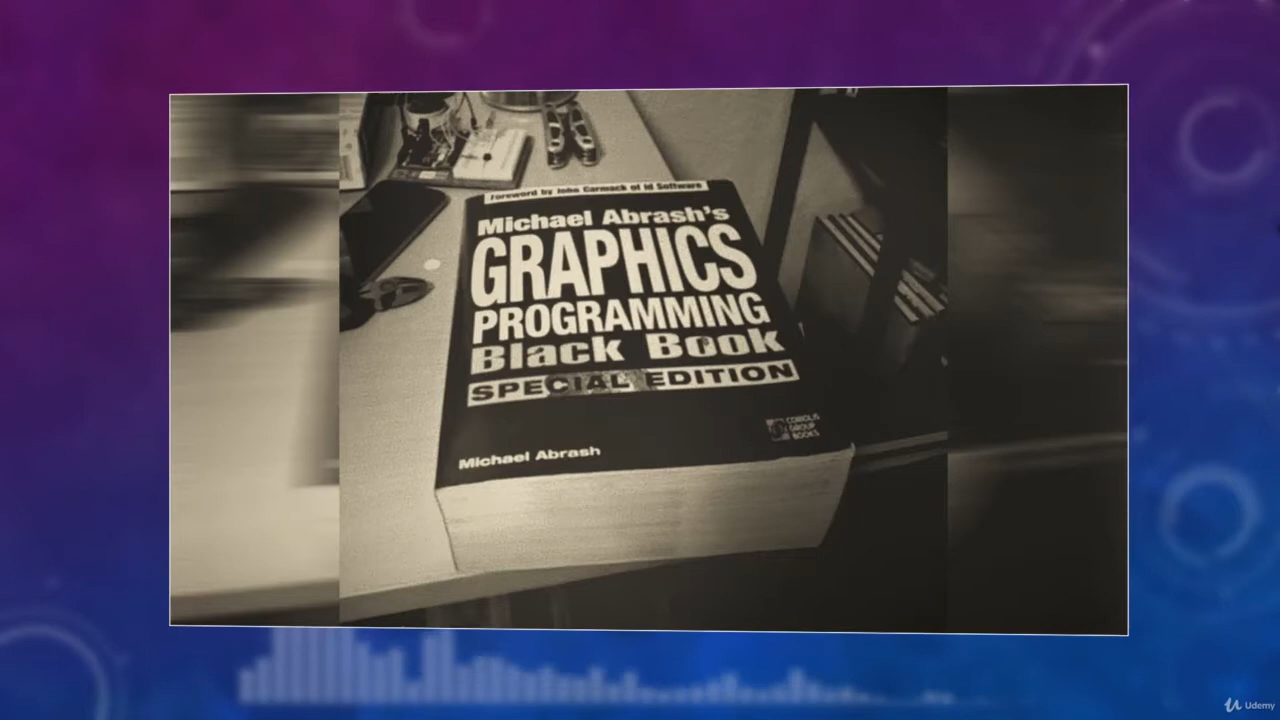 Foreword by John Carmack of id Software
Michael Abrash's
GRAPHICS
PROGRAMMING
Black Book
SPECIAL EDITION
CORIOLIS
GROUP
BOOKS
Michael Abrash
Udemy